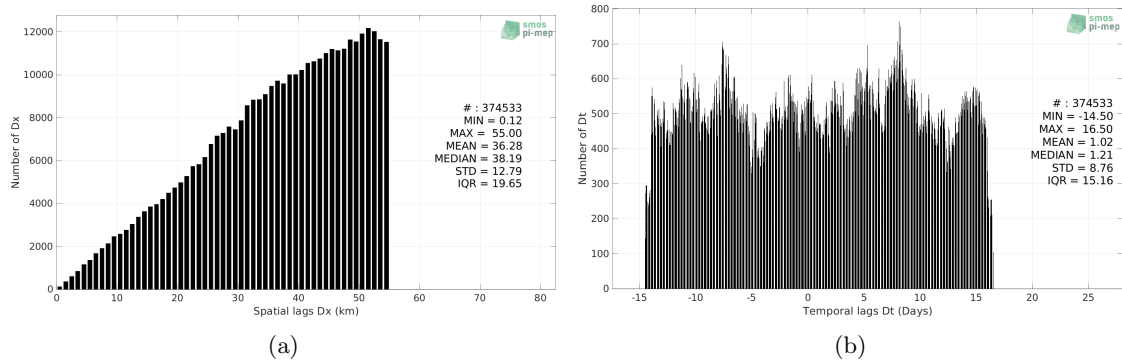 12000
10000
8000
6000
4000
2000
0
Number of Dx
0 10 20 30 40 50 60 70 80
Spatial lags Dx (km)
smos
pi-mep
# : 374533
MIN = 0.12
MAX = 55.00
MEAN = 36.28
MEDIAN = 38.19
STD = 12.79
IQR = 19.65
(a)
800
700
600
500
400
300
200
100
0
Number of Dt
-15 -10 -5 0 5 10 15 20 25
Temporal lags Dt (Days)
smos
pi-mep
# : 374533
MIN = -14.50
MAX = 16.50
MEAN = 1.02
MEDIAN = 1.21
STD = 8.76
IQR = 15.16
(b)